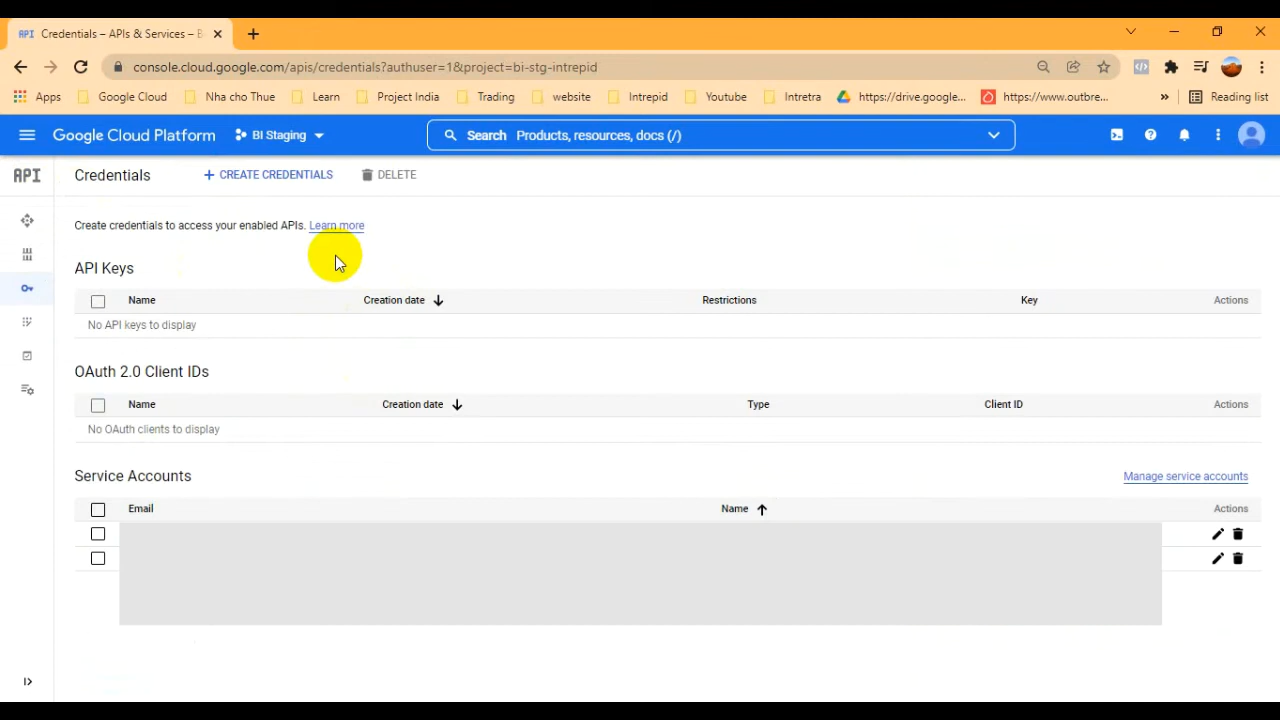 API Credentials – APIs & Services – B
console.cloud.google.com/apis/credentials?authuser=1&project=bi-stg-intrepid
Apps Google Cloud Nha cho Thue Learn Project India Trading website Intrepid Youtube Intretra https://drive.google... https://www.outbre... » Reading list
Google Cloud Platform BI Staging Search Products, resources, docs (/)
API Credentials + CREATE CREDENTIALS DELETE
Create credentials to access your enabled APIs. Learn more
API Keys
Name Creation date Restrictions Key Actions
No API keys to display
OAuth 2.0 Client IDs
Name Creation date Type Client ID Actions
No OAuth clients to display
Service Accounts Manage service accounts
Email Name Actions